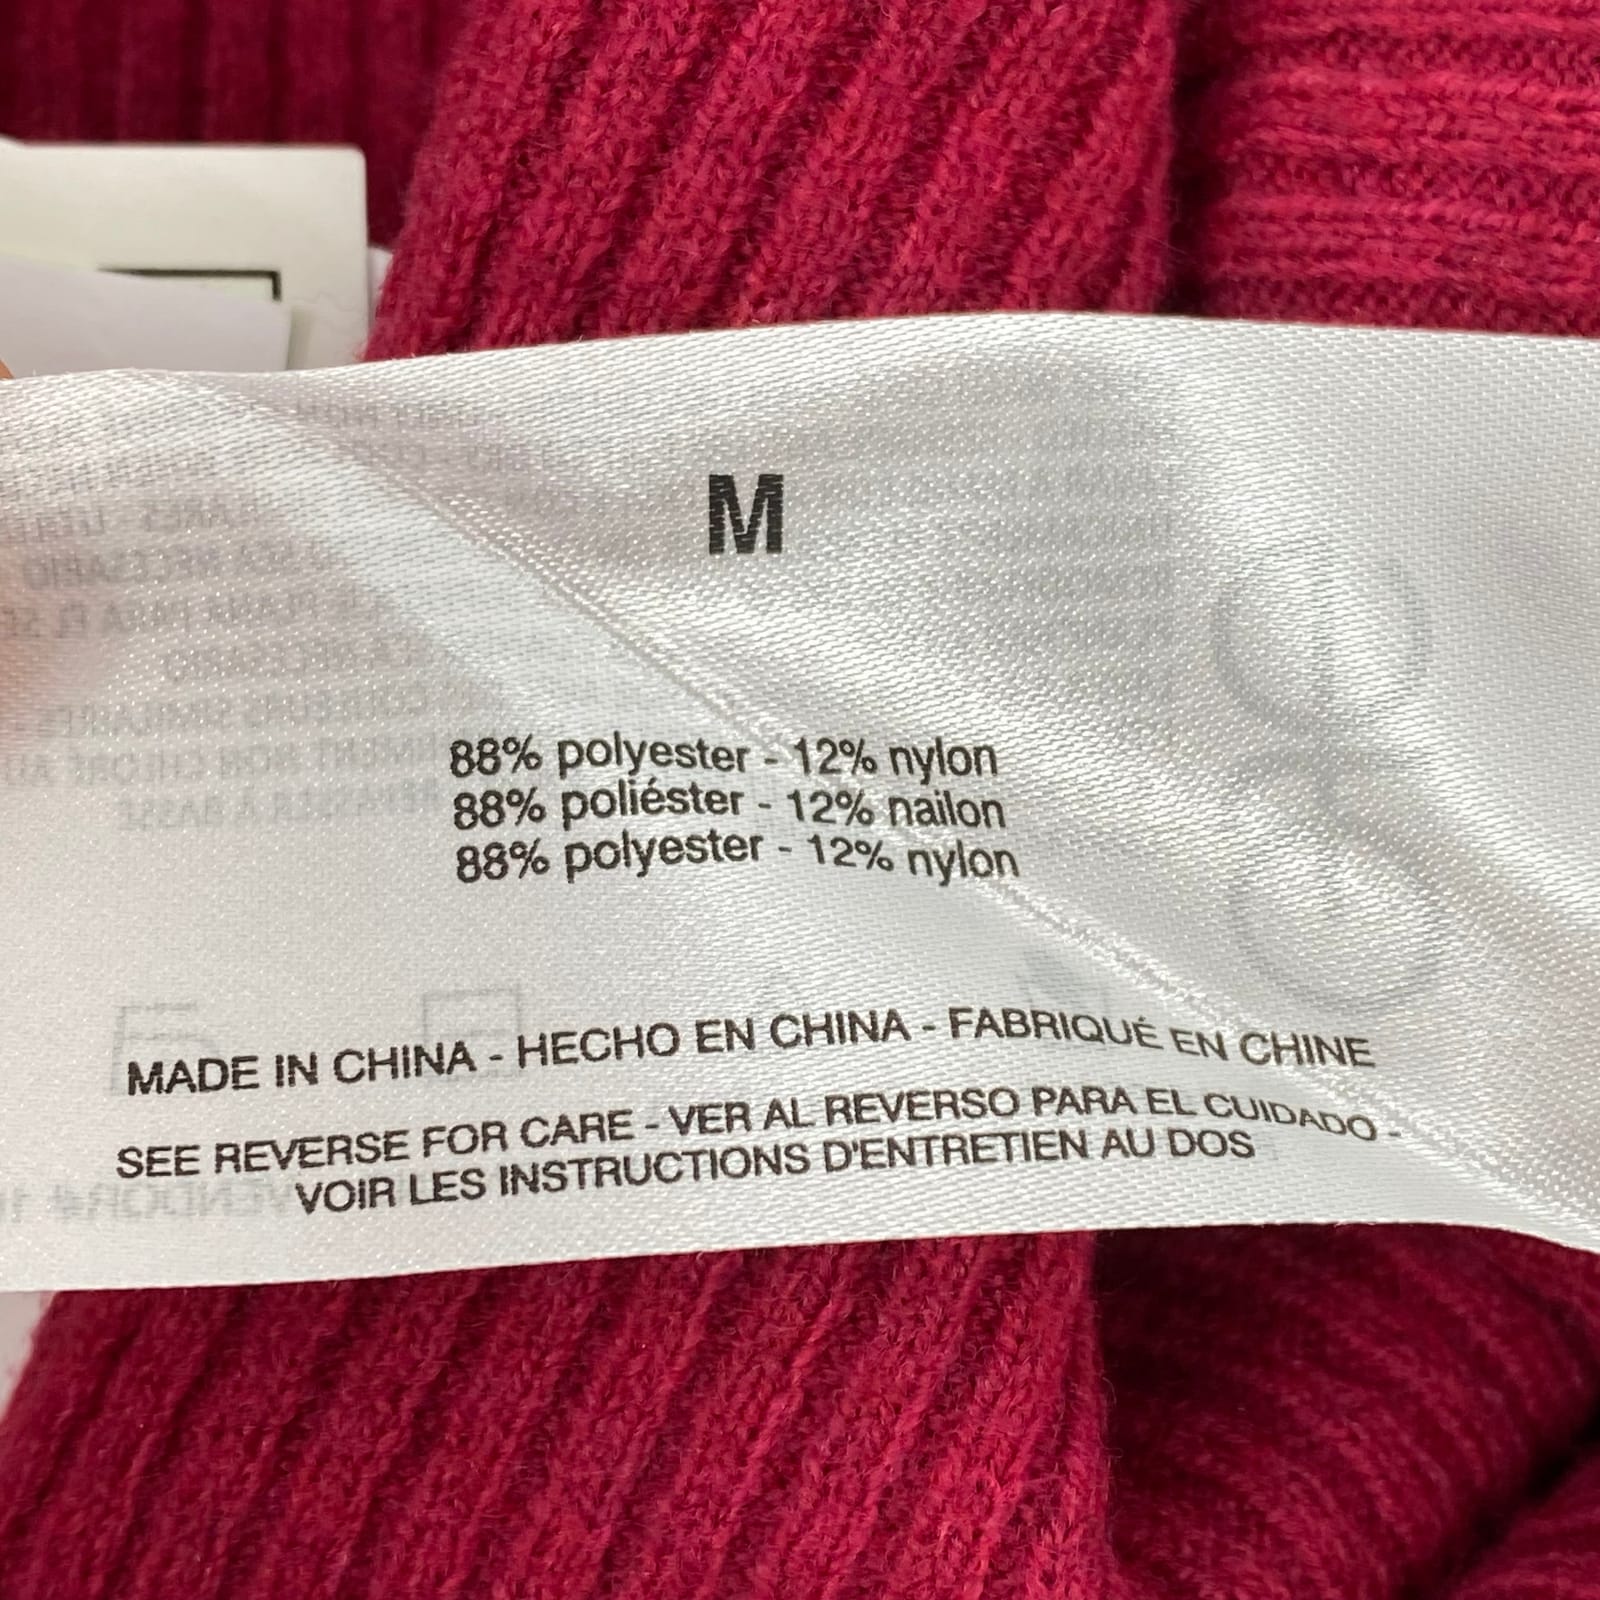 M
88% polyester - 12% nylon
88% poliéster - 12% nailon
88% polyester - 12% nylon
MADE IN CHINA - HECHO EN CHINA - FABRIQUÉ EN CHINE
SEE REVERSE FOR CARE - VER AL REVERSO PARA EL CUIDADO -
VOIR LES INSTRUCTIONS D'ENTRETIEN AU DOS